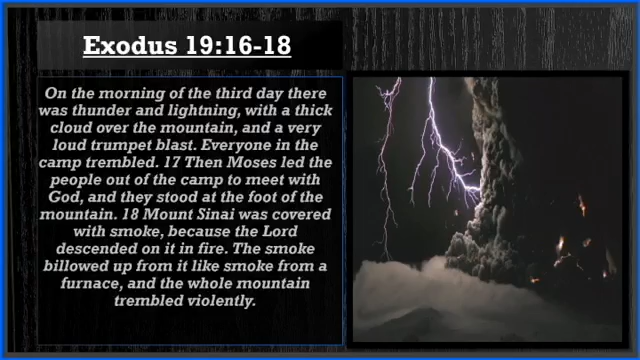 Exodus 19:16-18
On the morning of the third day there
was thunder and lightning, with a thick
cloud over the mountain, and a very
loud trumpet blast. Everyone in the
camp trembled. 17 Then Moses led the
people out of the camp to meet with
God, and they stood at the foot of the
mountain. 18 Mount Sinai was covered
with smoke, because the Lord
descended on it in fire. The smoke
billowed up from it like smoke from a
furnace, and the whole mountain
trembled violently.